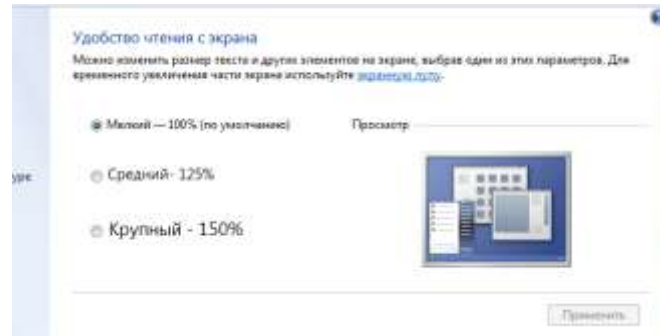 Удобство чтения с экрана
Можно изменить размер текста и других элементов на экране, выбрав один из этих параметров. Для
временного увеличения части экрана используйте экранную лупу.
Мелкий — 100% (по умолчанию)
Просмотр
Средний- 125%
Крупный - 150%
Применить